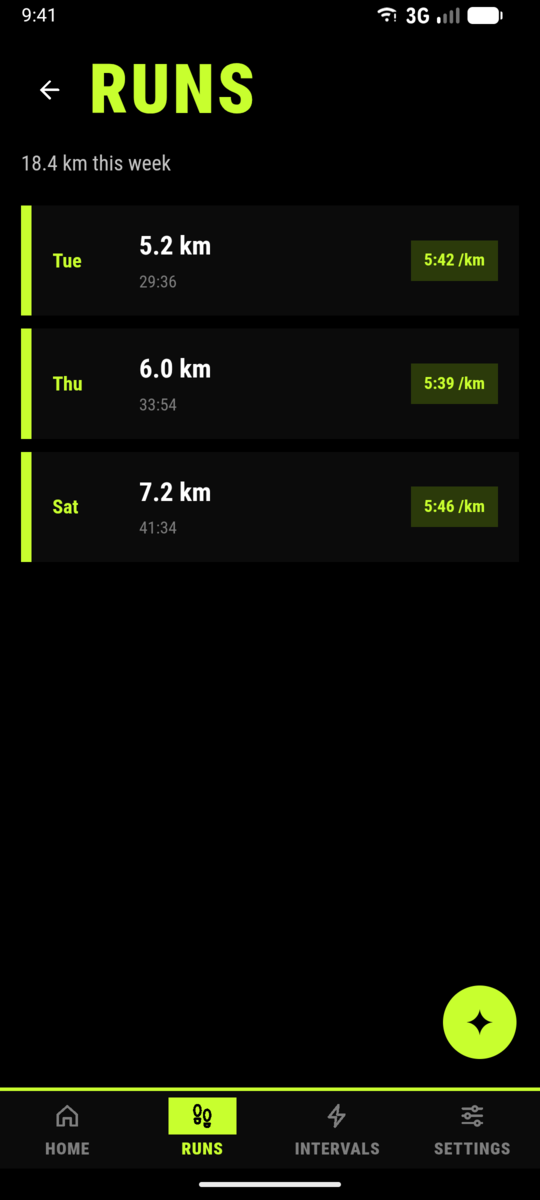 9:41
3G
RUNS
18.4 km this week
Tue
5.2 km
29:36
5:42 /km
Thu
6.0 km
33:54
5:39 /km
Sat
7.2 km
41:34
5:46 /km
HOME
RUNS
INTERVALS
SETTINGS